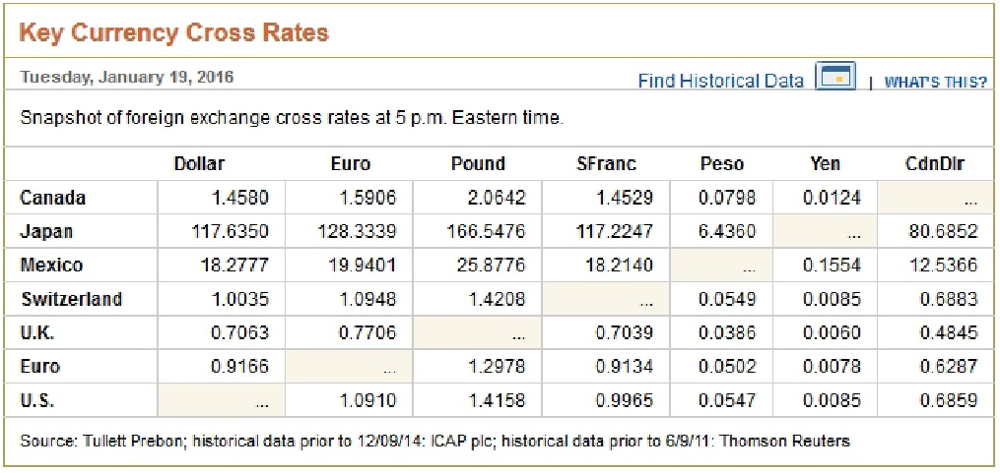 Key Currency Cross Rates
Tuesday, January 19, 2016 Find Historical Data | WHAT'S THIS?
Snapshot of foreign exchange cross rates at 5 p.m. Eastern time.
Dollar Euro Pound SFranc Peso Yen CdnDlr
Canada 1.4580 1.5906 2.0642 1.4529 0.0798 0.0124 ...
Japan 117.6350 128.3339 166.5476 117.2247 6.4360 ... 80.6852
Mexico 18.2777 19.9401 25.8776 18.2140 ... 0.1554 12.5366
Switzerland 1.0035 1.0948 1.4208 ... 0.0549 0.0085 0.6883
U.K. 0.7063 0.7706 ... 0.7039 0.0386 0.0060 0.4845
Euro 0.9166 ... 1.2978 0.9134 0.0502 0.0078 0.6287
U.S. ... 1.0910 1.4158 0.9965 0.0547 0.0085 0.6859
Source: Tullett Prebon; historical data prior to 12/09/14: ICAP plc; historical data prior to 6/9/11: Thomson Reuters